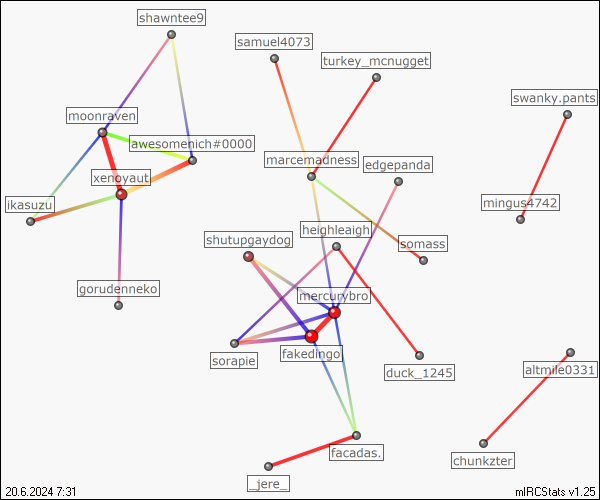 shawntee9
samuel4073
turkey_mcnugget
swanky.pants
moonraven
awesomenich#0000
marcemadness
edgepanda
xenoyaut
ikasuzu
mingus4742
heighleaigh
shutupgaydog
somass
gorudenneko
mercurybro
fakedingo
sorapie
duck_1245
altmile0331
facadas.
chunkzter
_jere_
20.6.2024 7:31
mIRCStats v1.25